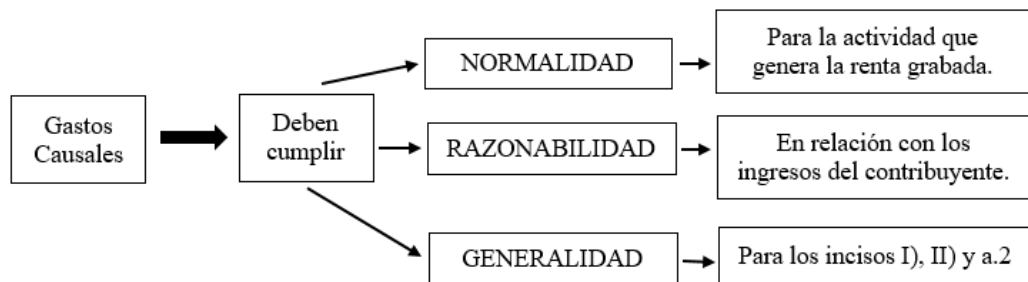 Gastos
Causales
Deben
cumplir
NORMALIDAD
Para la actividad que
genera la renta grabada.
RAZONABILIDAD
En relación con los
ingresos del contribuyente.
GENERALIDAD
Para los incisos I), II) y a.2